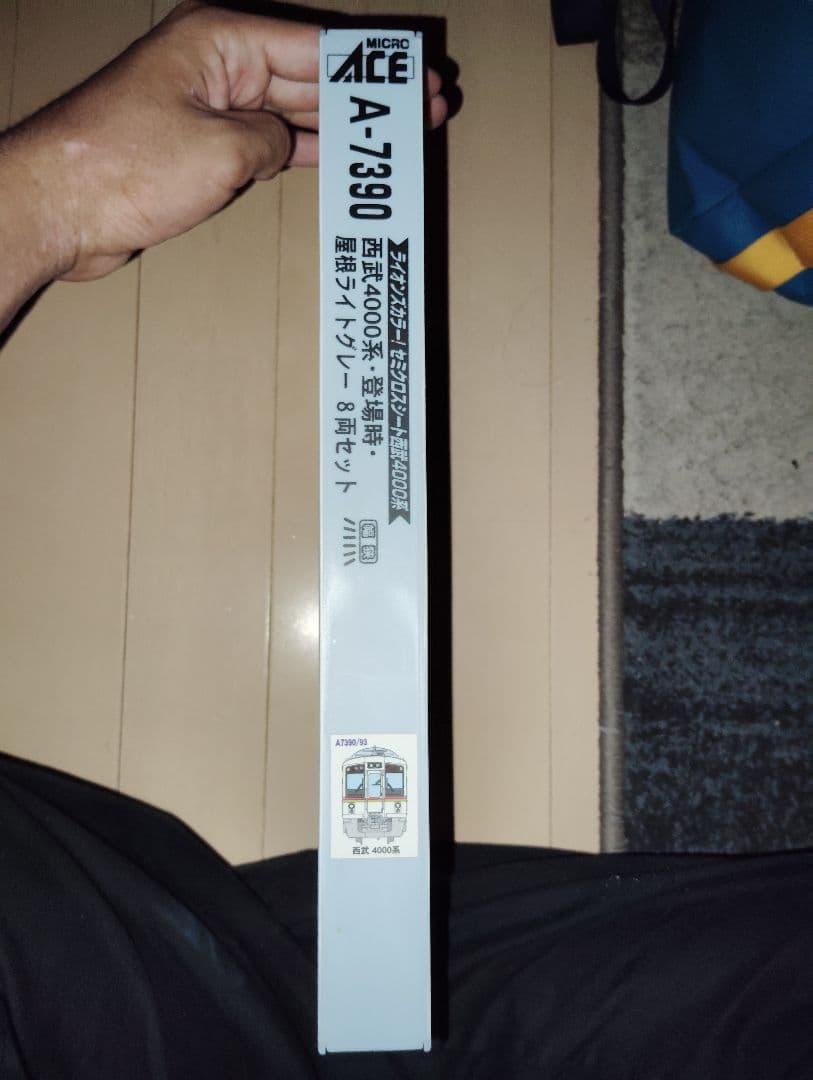 MICRO
ACE
A-7390
ライオンズカラー! セミクロスシート西武4000系
西武4000系・登場時・
屋根ライトグレー 8両セット
A7390/93
西武 4000系